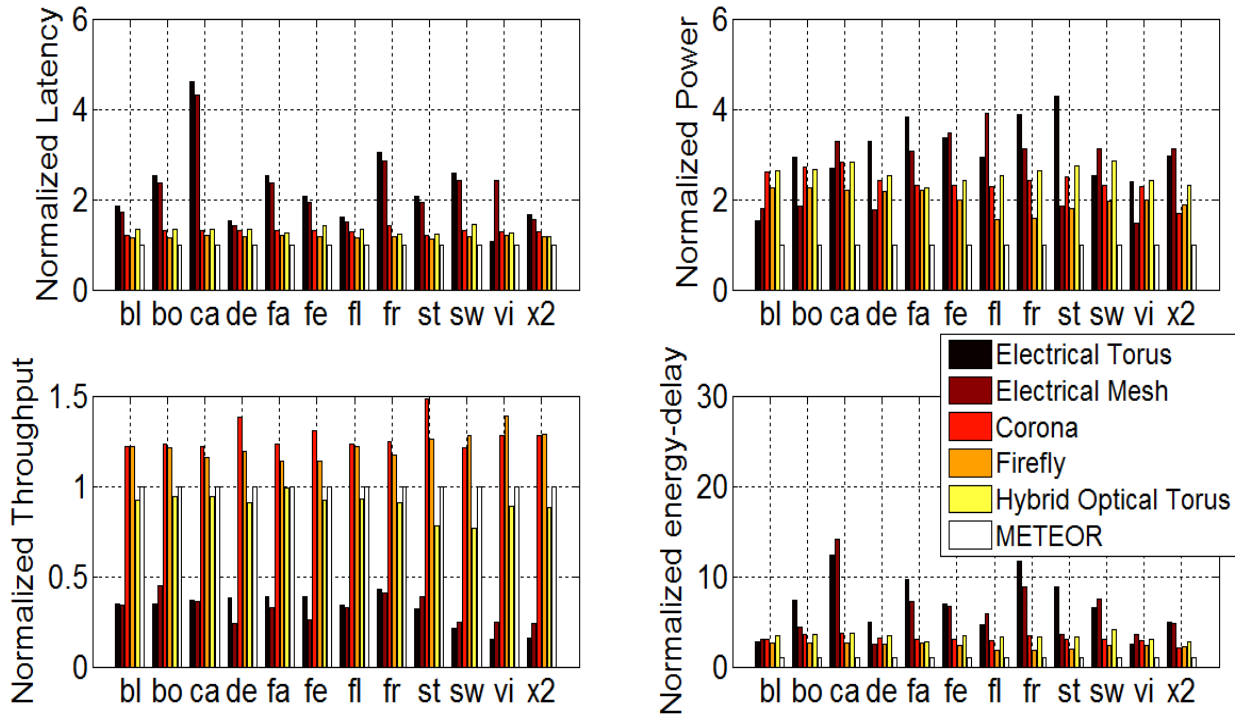 Normalized Latency
6
4
2
0
bl bo ca de fa fe fl fr st sw vi x2
Normalized Power
6
4
2
0
bl bo ca de fa fe fl fr st sw vi x2
Normalized Throughput
1.5
1
0.5
0
bl bo ca de fa fe fl fr st sw vi x2
Normalized energy-delay
30
20
10
0
bl bo ca de fa fe fl fr st sw vi x2
Electrical Torus
Electrical Mesh
Corona
Firefly
Hybrid Optical Torus
METEOR